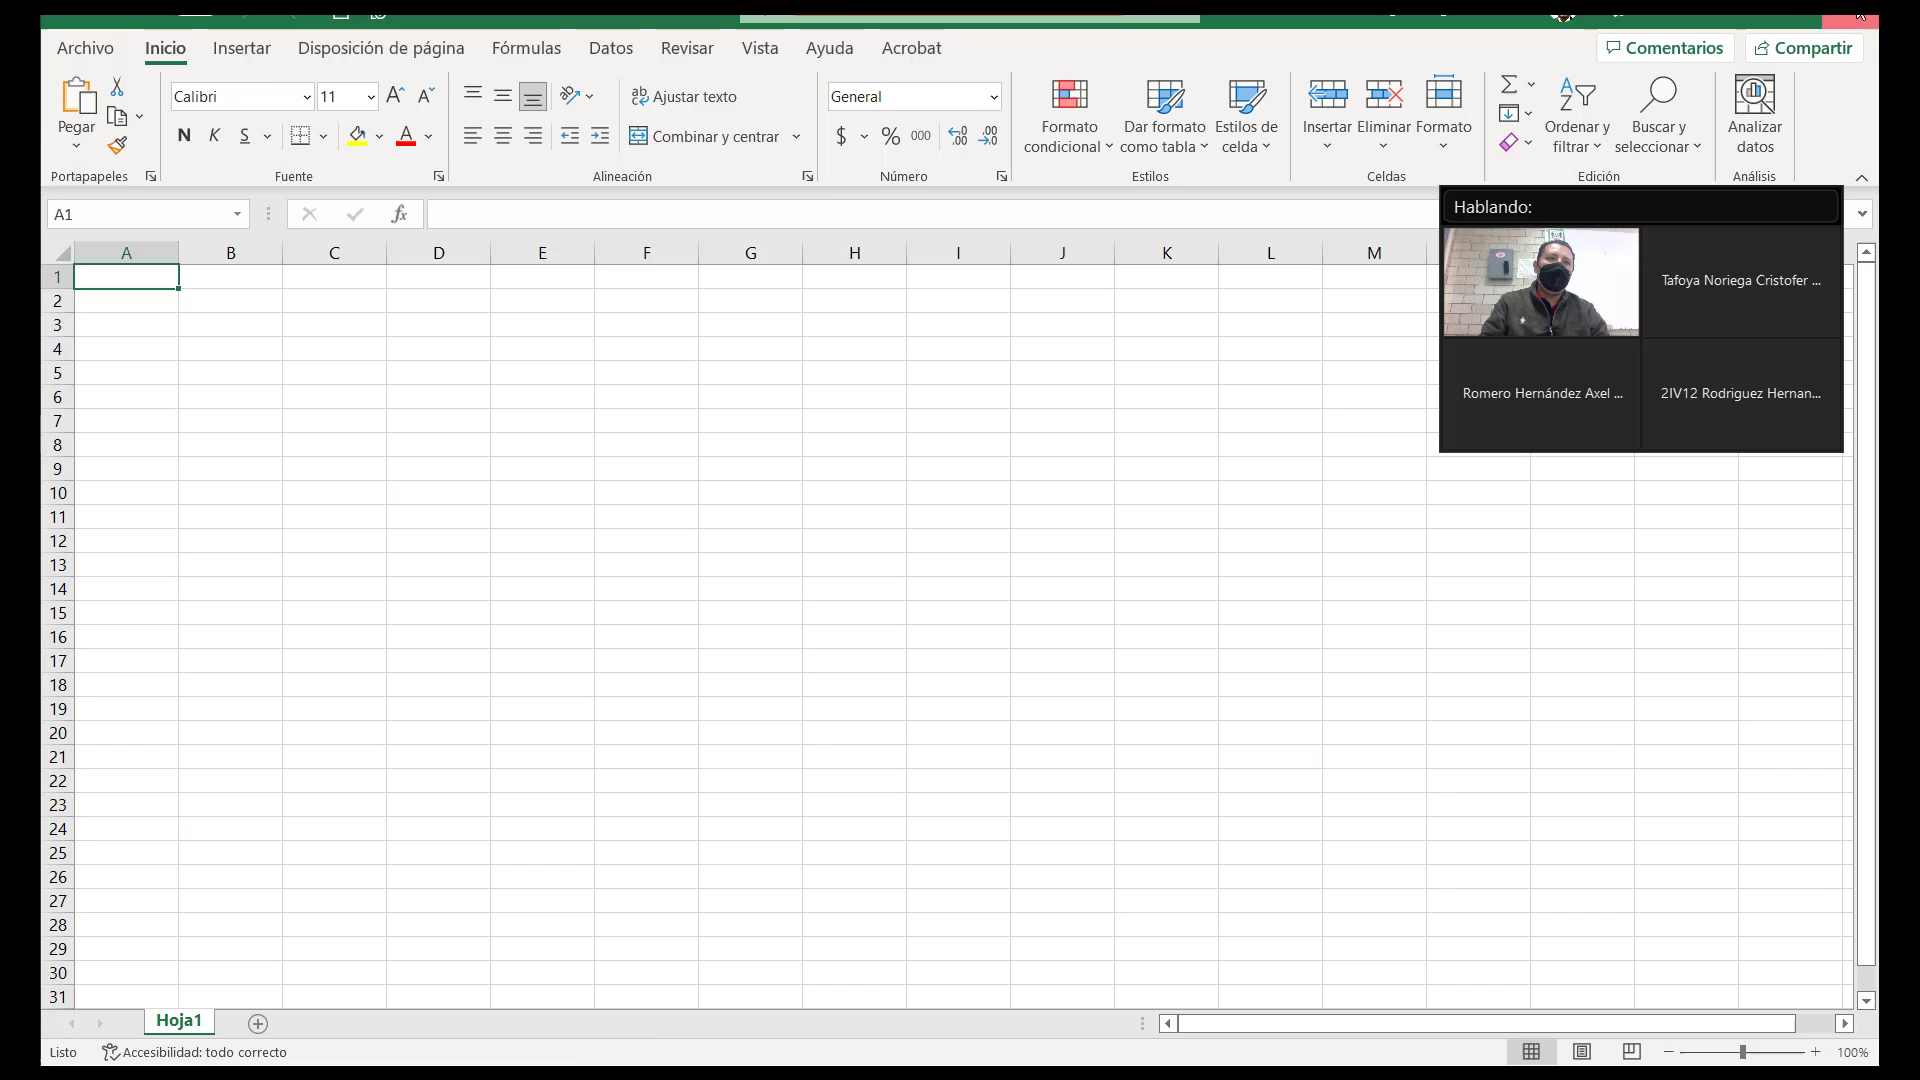 Archivo Inicio Insertar Disposición de página Fórmulas Datos Revisar Vista Ayuda Acrobat Comentarios Compartir
Pegar
Portapapeles
Calibri 11
N K S
Fuente
Ajustar texto
Combinar y centrar
Alineación
General
$ % 000
Número
Formato condicional
Dar formato como tabla
Estilos de celda
Estilos
Insertar Eliminar Formato
Celdas
Ordenar y filtrar
Buscar y seleccionar
Edición
Analizar datos
Análisis
A1 fx
Hablando:
Tafoya Noriega Cristofer ...
Romero Hernández Axel ...
2IV12 Rodriguez Hernan...
A B C D E F G H I J K L M
1
2
3
4
5
6
7
8
9
10
11
12
13
14
15
16
17
18
19
20
21
22
23
24
25
26
27
28
29
30
31
Hoja1
Listo Accesibilidad: todo correcto 100%